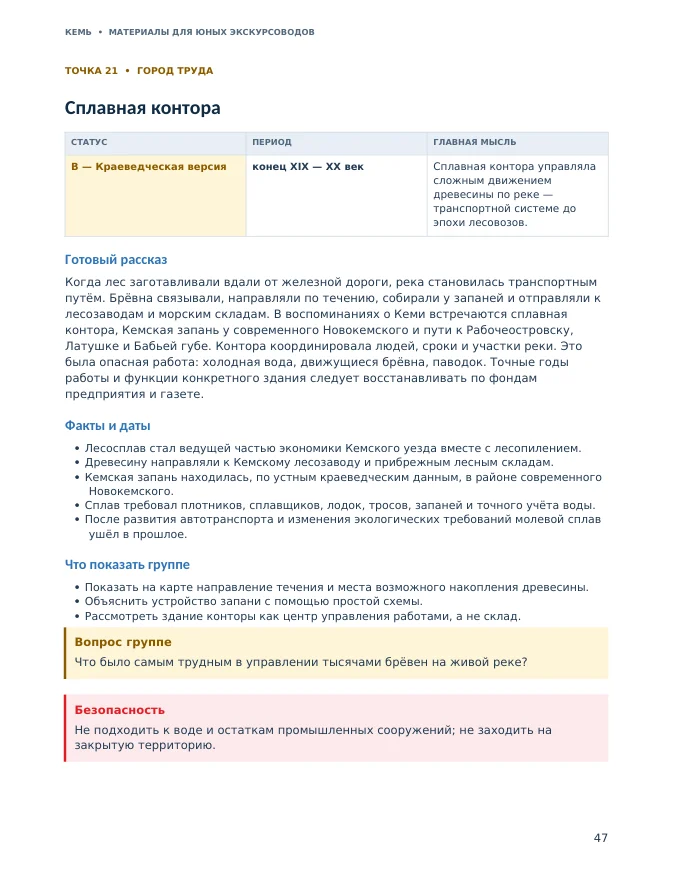 КЕМЬ • МАТЕРИАЛЫ ДЛЯ ЮНЫХ ЭКСКУРСОВОДОВ
ТОЧКА 21 • ГОРОД ТРУДА
Сплавная контора
СТАТУС
ПЕРИОД
ГЛАВНАЯ МЫСЛЬ
В — Краеведческая версия
конец XIX — XX век
Сплавная контора управляла
сложным движением
древесины по реке —
транспортной системе до
эпохи лесовозов.
Готовый рассказ
Когда лес заготавливали вдали от железной дороги, река становилась транспортным
путём. Брёвна связывали, направляли по течению, собирали у запаней и отправляли к
лесозаводам и морским складам. В воспоминаниях о Кеми встречаются сплавная
контора, Кемская запань у современного Новокемского и пути к Рабочеостровску,
Латушке и Бабьей губе. Контора координировала людей, сроки и участки реки. Это
была опасная работа: холодная вода, движущиеся брёвна, паводок. Точные годы
работы и функции конкретного здания следует восстанавливать по фондам
предприятия и газете.
Факты и даты
• Лесосплав стал ведущей частью экономики Кемского уезда вместе с лесопилением.
• Древесину направляли к Кемскому лесозаводу и прибрежным лесным складам.
• Кемская запань находилась, по устным краеведческим данным, в районе современного
Новокемского.
• Сплав требовал плотников, сплавщиков, лодок, тросов, запаней и точного учёта воды.
• После развития автотранспорта и изменения экологических требований молевой сплав
ушёл в прошлое.
Что показать группе
• Показать на карте направление течения и места возможного накопления древесины.
• Объяснить устройство запани с помощью простой схемы.
• Рассмотреть здание конторы как центр управления работами, а не склад.
Вопрос группе
Что было самым трудным в управлении тысячами брёвен на живой реке?
Безопасность
Не подходить к воде и остаткам промышленных сооружений; не заходить на
закрытую территорию.
47